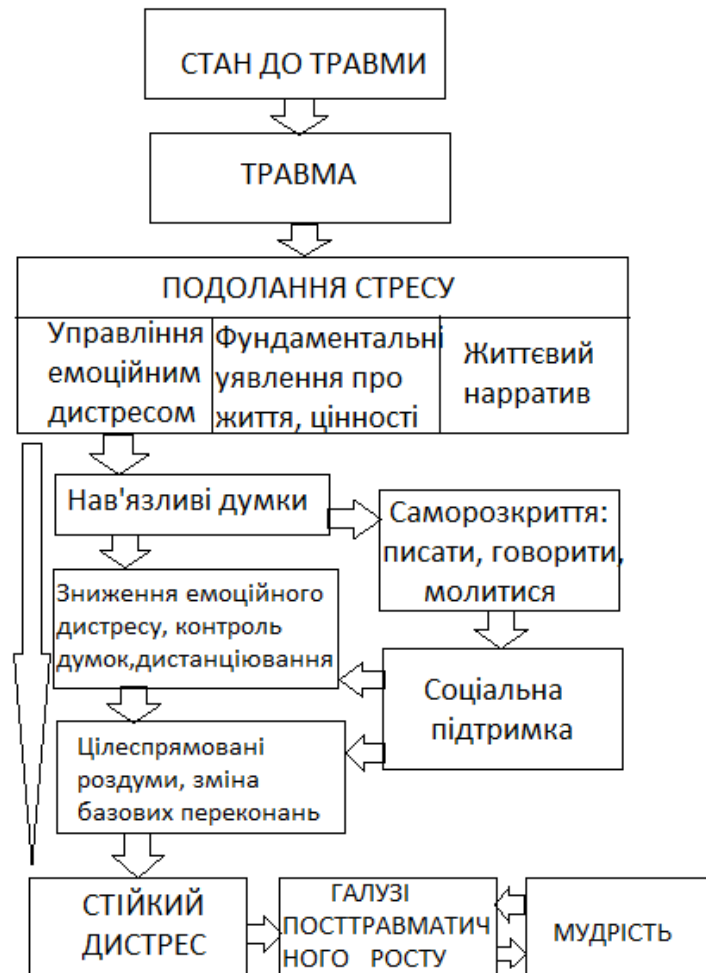 СТАН ДО ТРАВМИ
ТРАВМА
ПОДОЛАННЯ СТРЕСУ
Управління
емоційним
дистресом
Фундаментальні
уявлення про
життя, цінності
Життєвий
нарратив
Нав'язливі думки
Саморозкриття:
писати, говорити,
молитися
Зниження емоційного
дистресу, контроль
думок,дистанціювання
Соціальна
підтримка
Цілеспрямовані
роздуми, зміна
базових переконань
СТІЙКИЙ
ДИСТРЕС
ГАЛУЗІ
ПОСТТРАВМАТИЧ
НОГО РОСТУ
МУДРІСТЬ